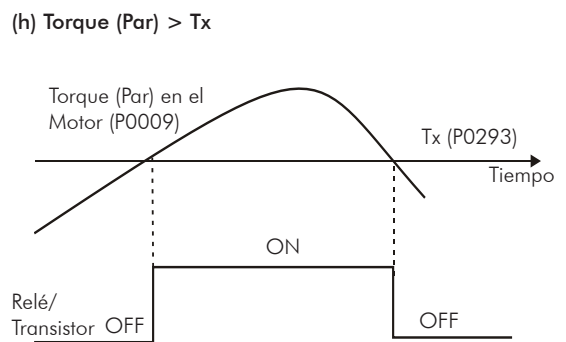 (h) Torque (Par) > Tx
Torque (Par) en el
Motor (P0009)
Tx (P0293)
Tiempo
ON
Relé/
Transistor OFF
OFF